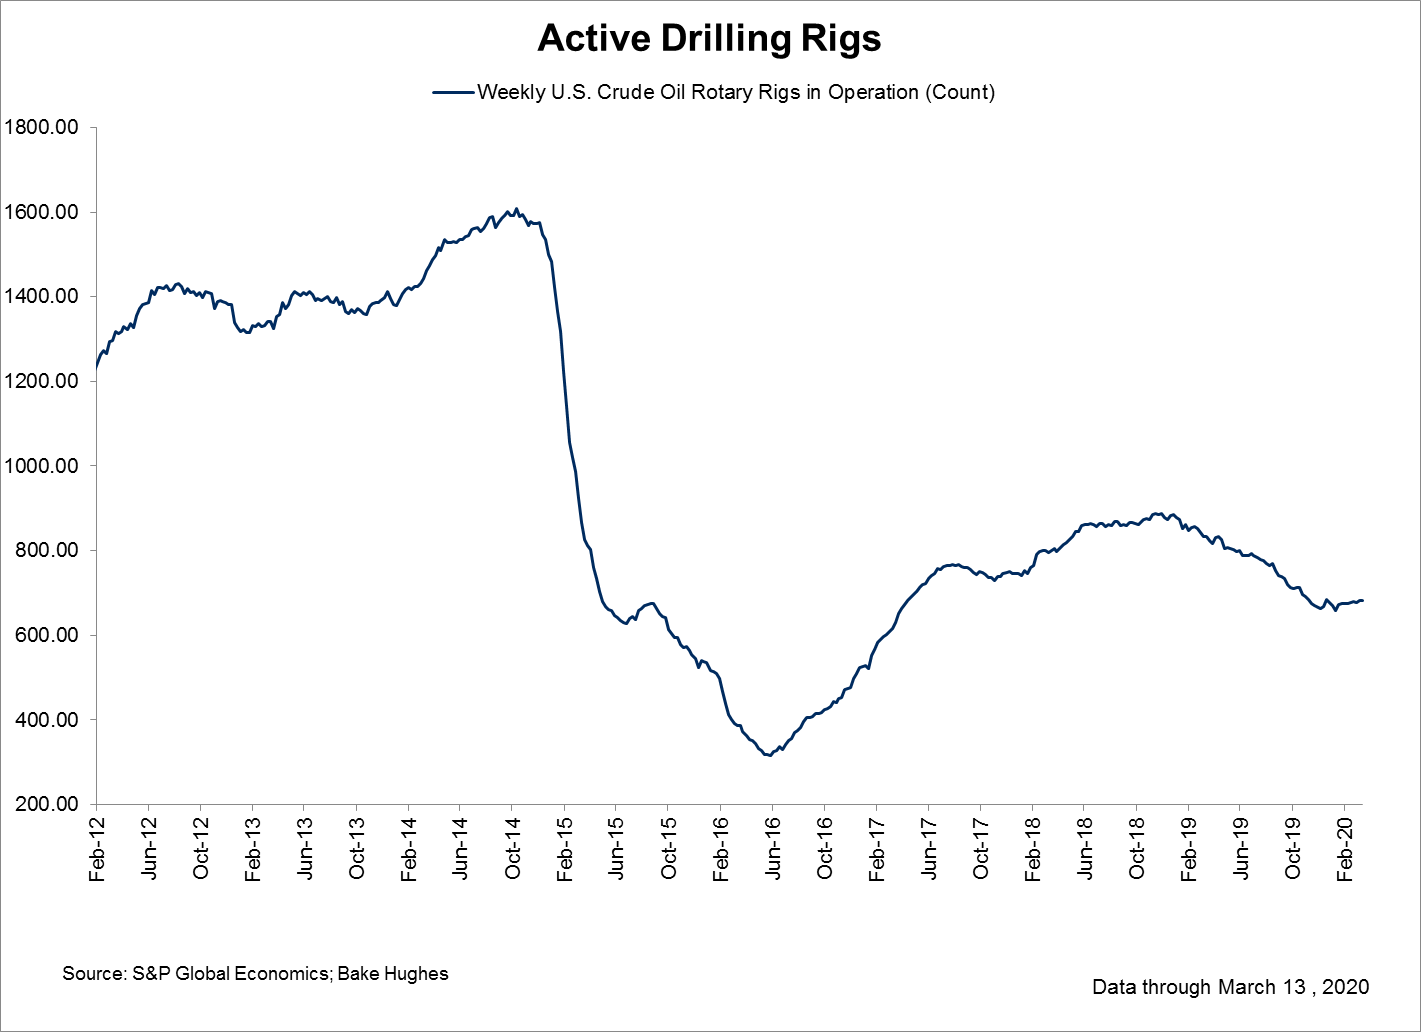 Active Drilling Rigs
Weekly U.S. Crude Oil Rotary Rigs in Operation (Count)
1800.00
1600.00
1400.00
1200.00
1000.00
800.00
600.00
400.00
200.00
Feb-12
Jun-12
Oct-12
Feb-13
Jun-13
Oct-13
Feb-14
Jun-14
Oct-14
Feb-15
Jun-15
Oct-15
Feb-16
Jun-16
Oct-16
Feb-17
Jun-17
Oct-17
Feb-18
Jun-18
Oct-18
Feb-19
Jun-19
Oct-19
Feb-20
Source: S&P Global Economics; Bake Hughes
Data through March 13 , 2020